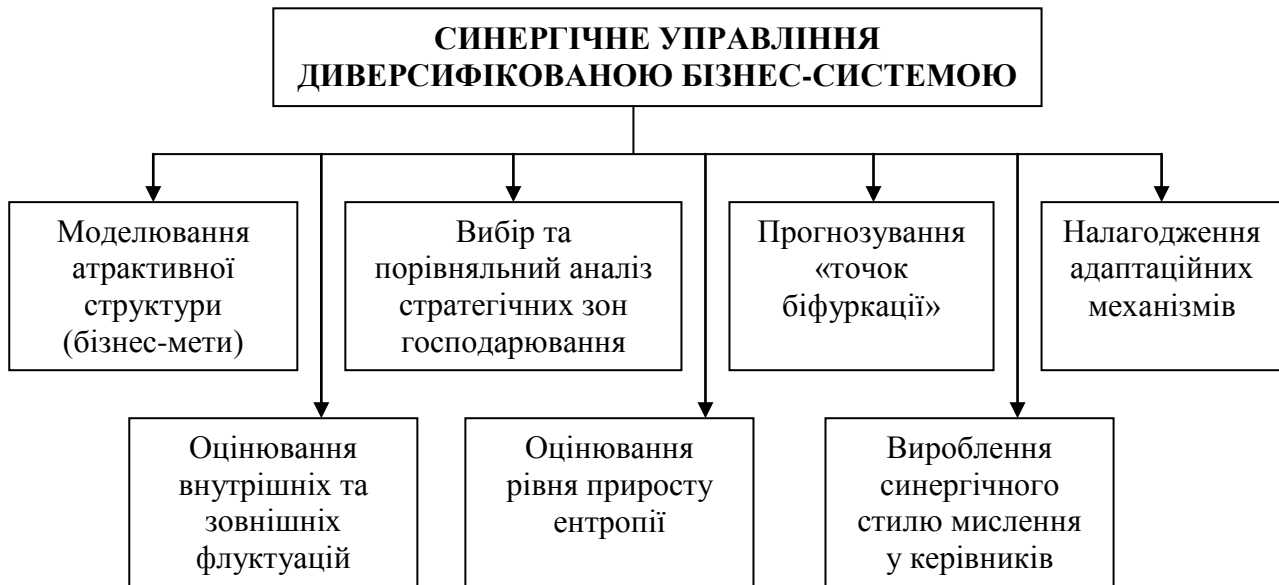 СИНЕРГІЧНЕ УПРАВЛІННЯ
ДИВЕРСИФІКОВАНОЮ БІЗНЕС-СИСТЕМОЮ
Моделювання
атрактивної
структури
(бізнес-мети)
Вибір та
порівняльний аналіз
стратегічних зон
господарювання
Прогнозування
«точок
біфуркації»
Налагодження
адаптаційних
механізмів
Оцінювання
внутрішніх та
зовнішніх
флуктуацій
Оцінювання
рівня приросту
ентропії
Вироблення
синергічного
стилю мислення
у керівників